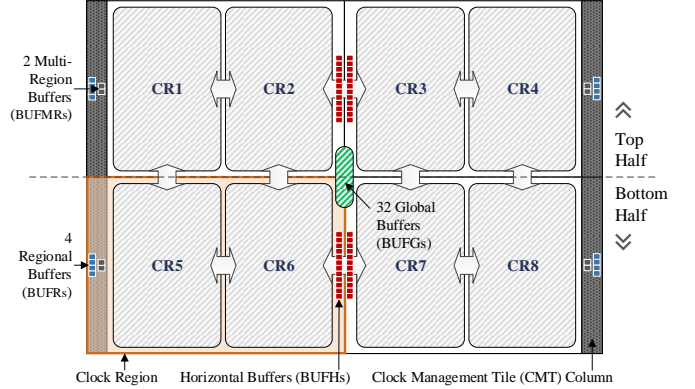 2 Multi-
Region
Buffers
(BUFMRs)
CR1
CR2
CR3
CR4
Top
Half
Bottom
Half
32 Global
Buffers
(BUFGs)
4
Regional
Buffers
(BUFRs)
CR5
CR6
CR7
CR8
Clock Region
Horizontal Buffers (BUFHs)
Clock Management Tile (CMT) Column